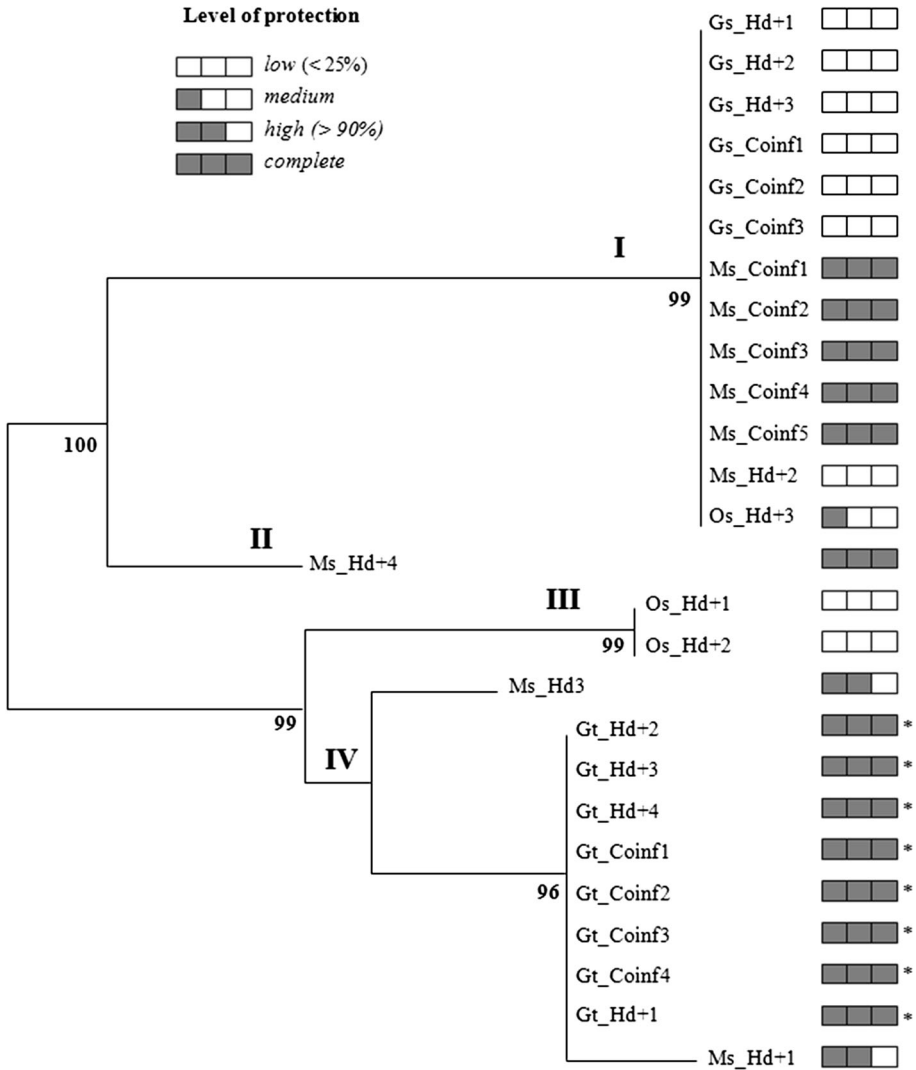 Level of protection
low (< 25%)
medium
high (> 90%)
complete
Gs_Hd+1
Gs_Hd+2
Gs_Hd+3
Gs_Coinf1
Gs_Coinf2
Gs_Coinf3
I
Ms_Coinf1
99
Ms_Coinf2
Ms_Coinf3
Ms_Coinf4
Ms_Coinf5
100
Ms_Hd+2
Os_Hd+3
II
Ms_Hd+4
III
Os_Hd+1
99
Os_Hd+2
Ms_Hd3
99
Gt_Hd+2 *
IV
Gt_Hd+3 *
Gt_Hd+4 *
Gt_Coinf1 *
96
Gt_Coinf2 *
Gt_Coinf3 *
Gt_Coinf4 *
Gt_Hd+1 *
Ms_Hd+1